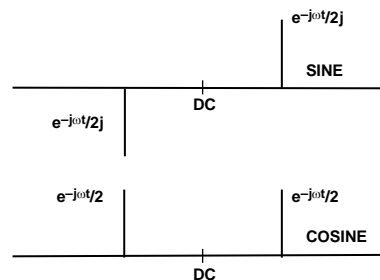 e–jωt/2j
SINE
DC
e–jωt/2j
e–jωt/2
e–jωt/2
COSINE
DC